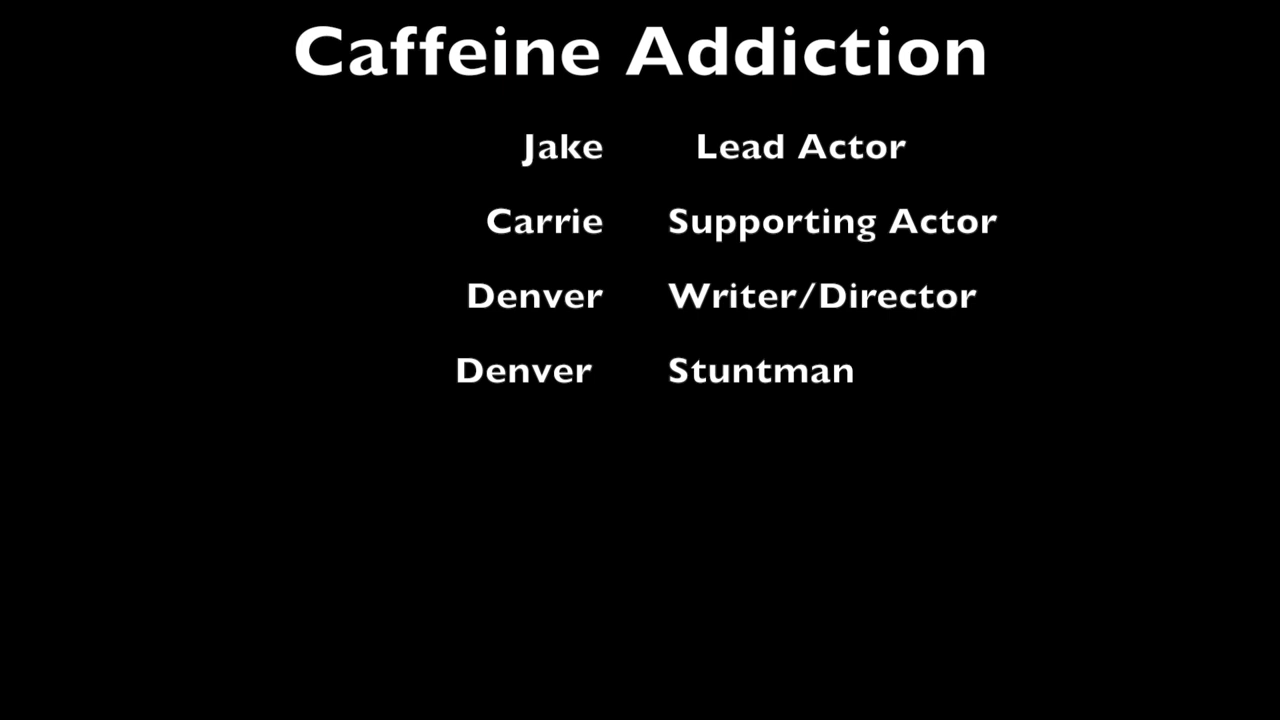 Caffeine Addiction
Jake Lead Actor
Carrie Supporting Actor
Denver Writer/Director
Denver Stuntman